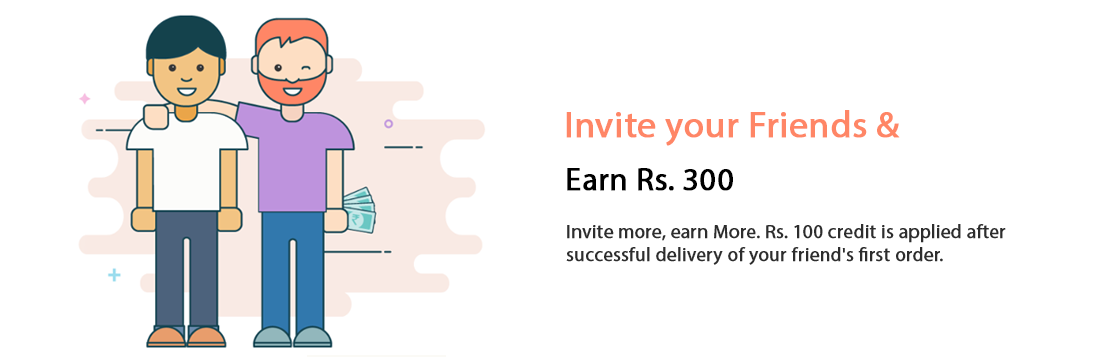 Invite your Friends &
Earn Rs. 300
Invite more, earn More. Rs. 100 credit is applied after
successful delivery of your friend's first order.
₹